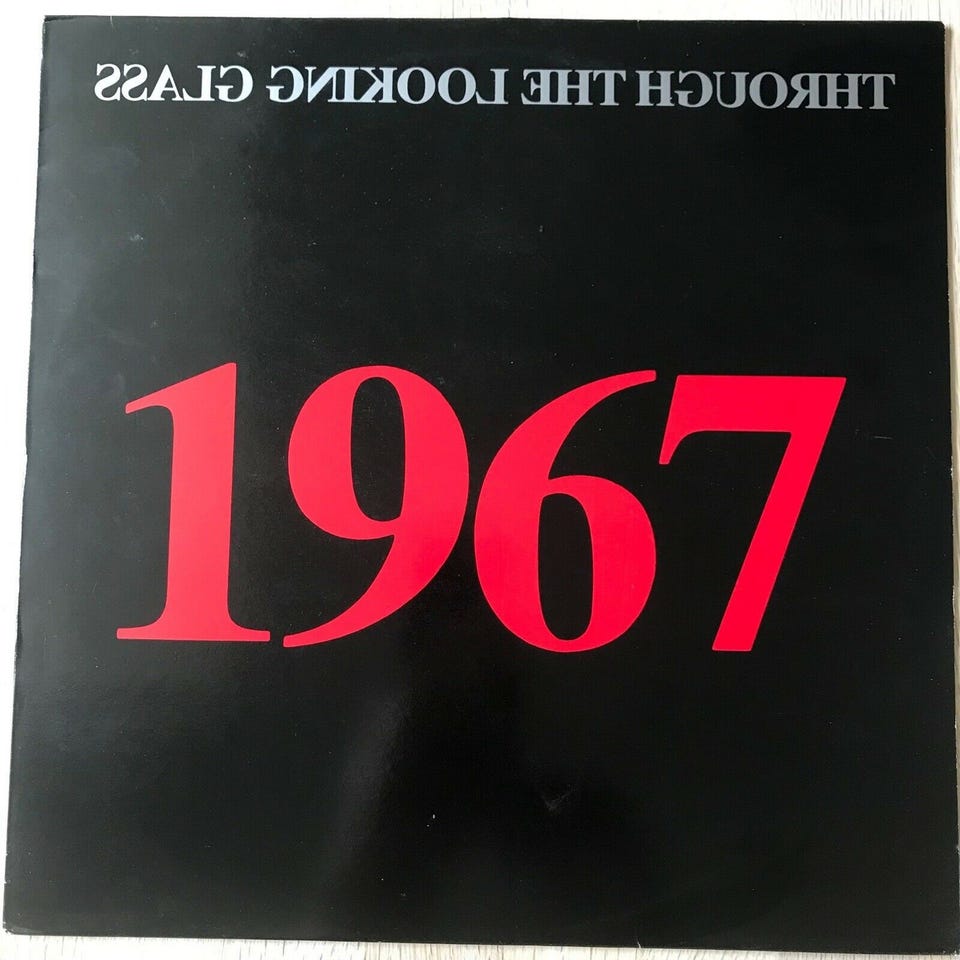 THROUGH THE LOOKING GLASS
1967